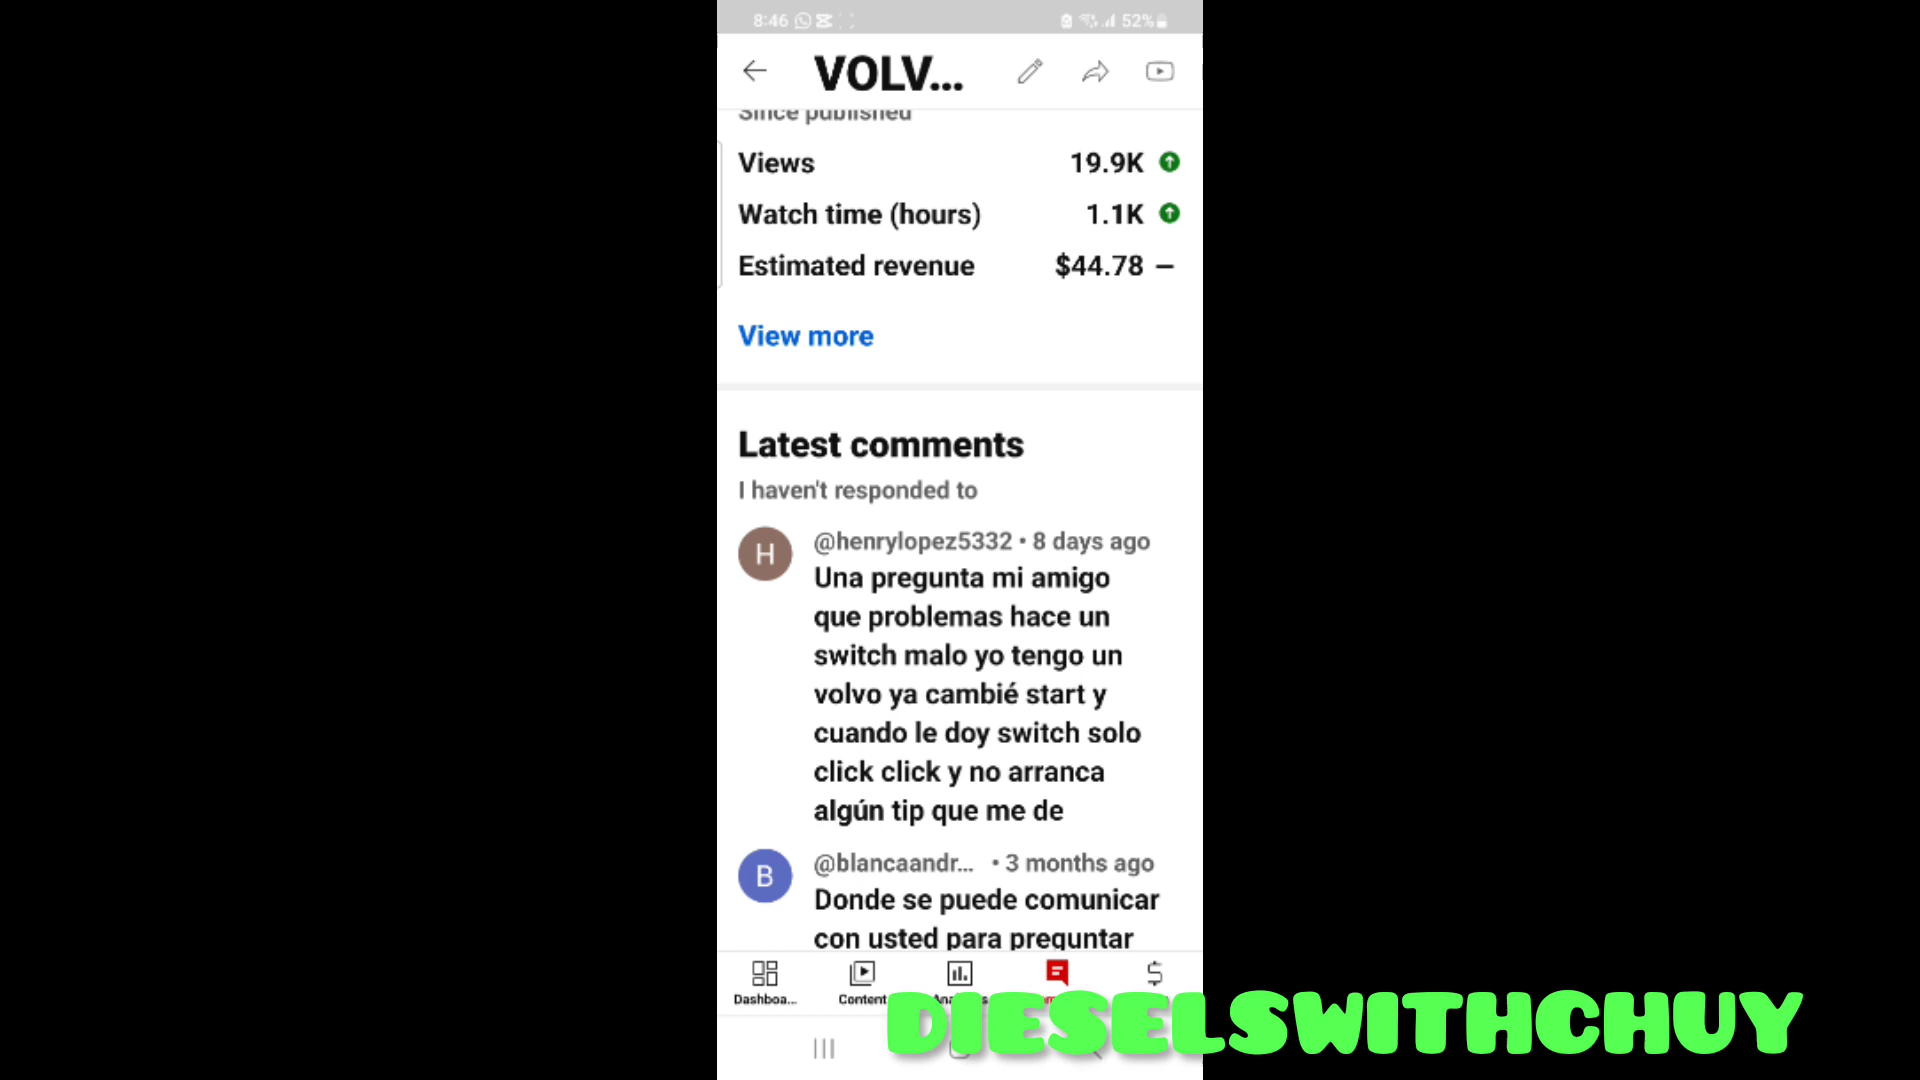 8:46
52%
VOLV...
Since published
Views 19.9K
Watch time (hours) 1.1K
Estimated revenue $44.78 –
View more
Latest comments
I haven't responded to
H
@henrylopez5332 • 8 days ago
Una pregunta mi amigo
que problemas hace un
switch malo yo tengo un
volvo ya cambié start y
cuando le doy switch solo
click click y no arranca
algún tip que me de
B
@blancaandr... • 3 months ago
Donde se puede comunicar
con usted para preguntar
Dashboa... Content
DIESELSWITHCHUY